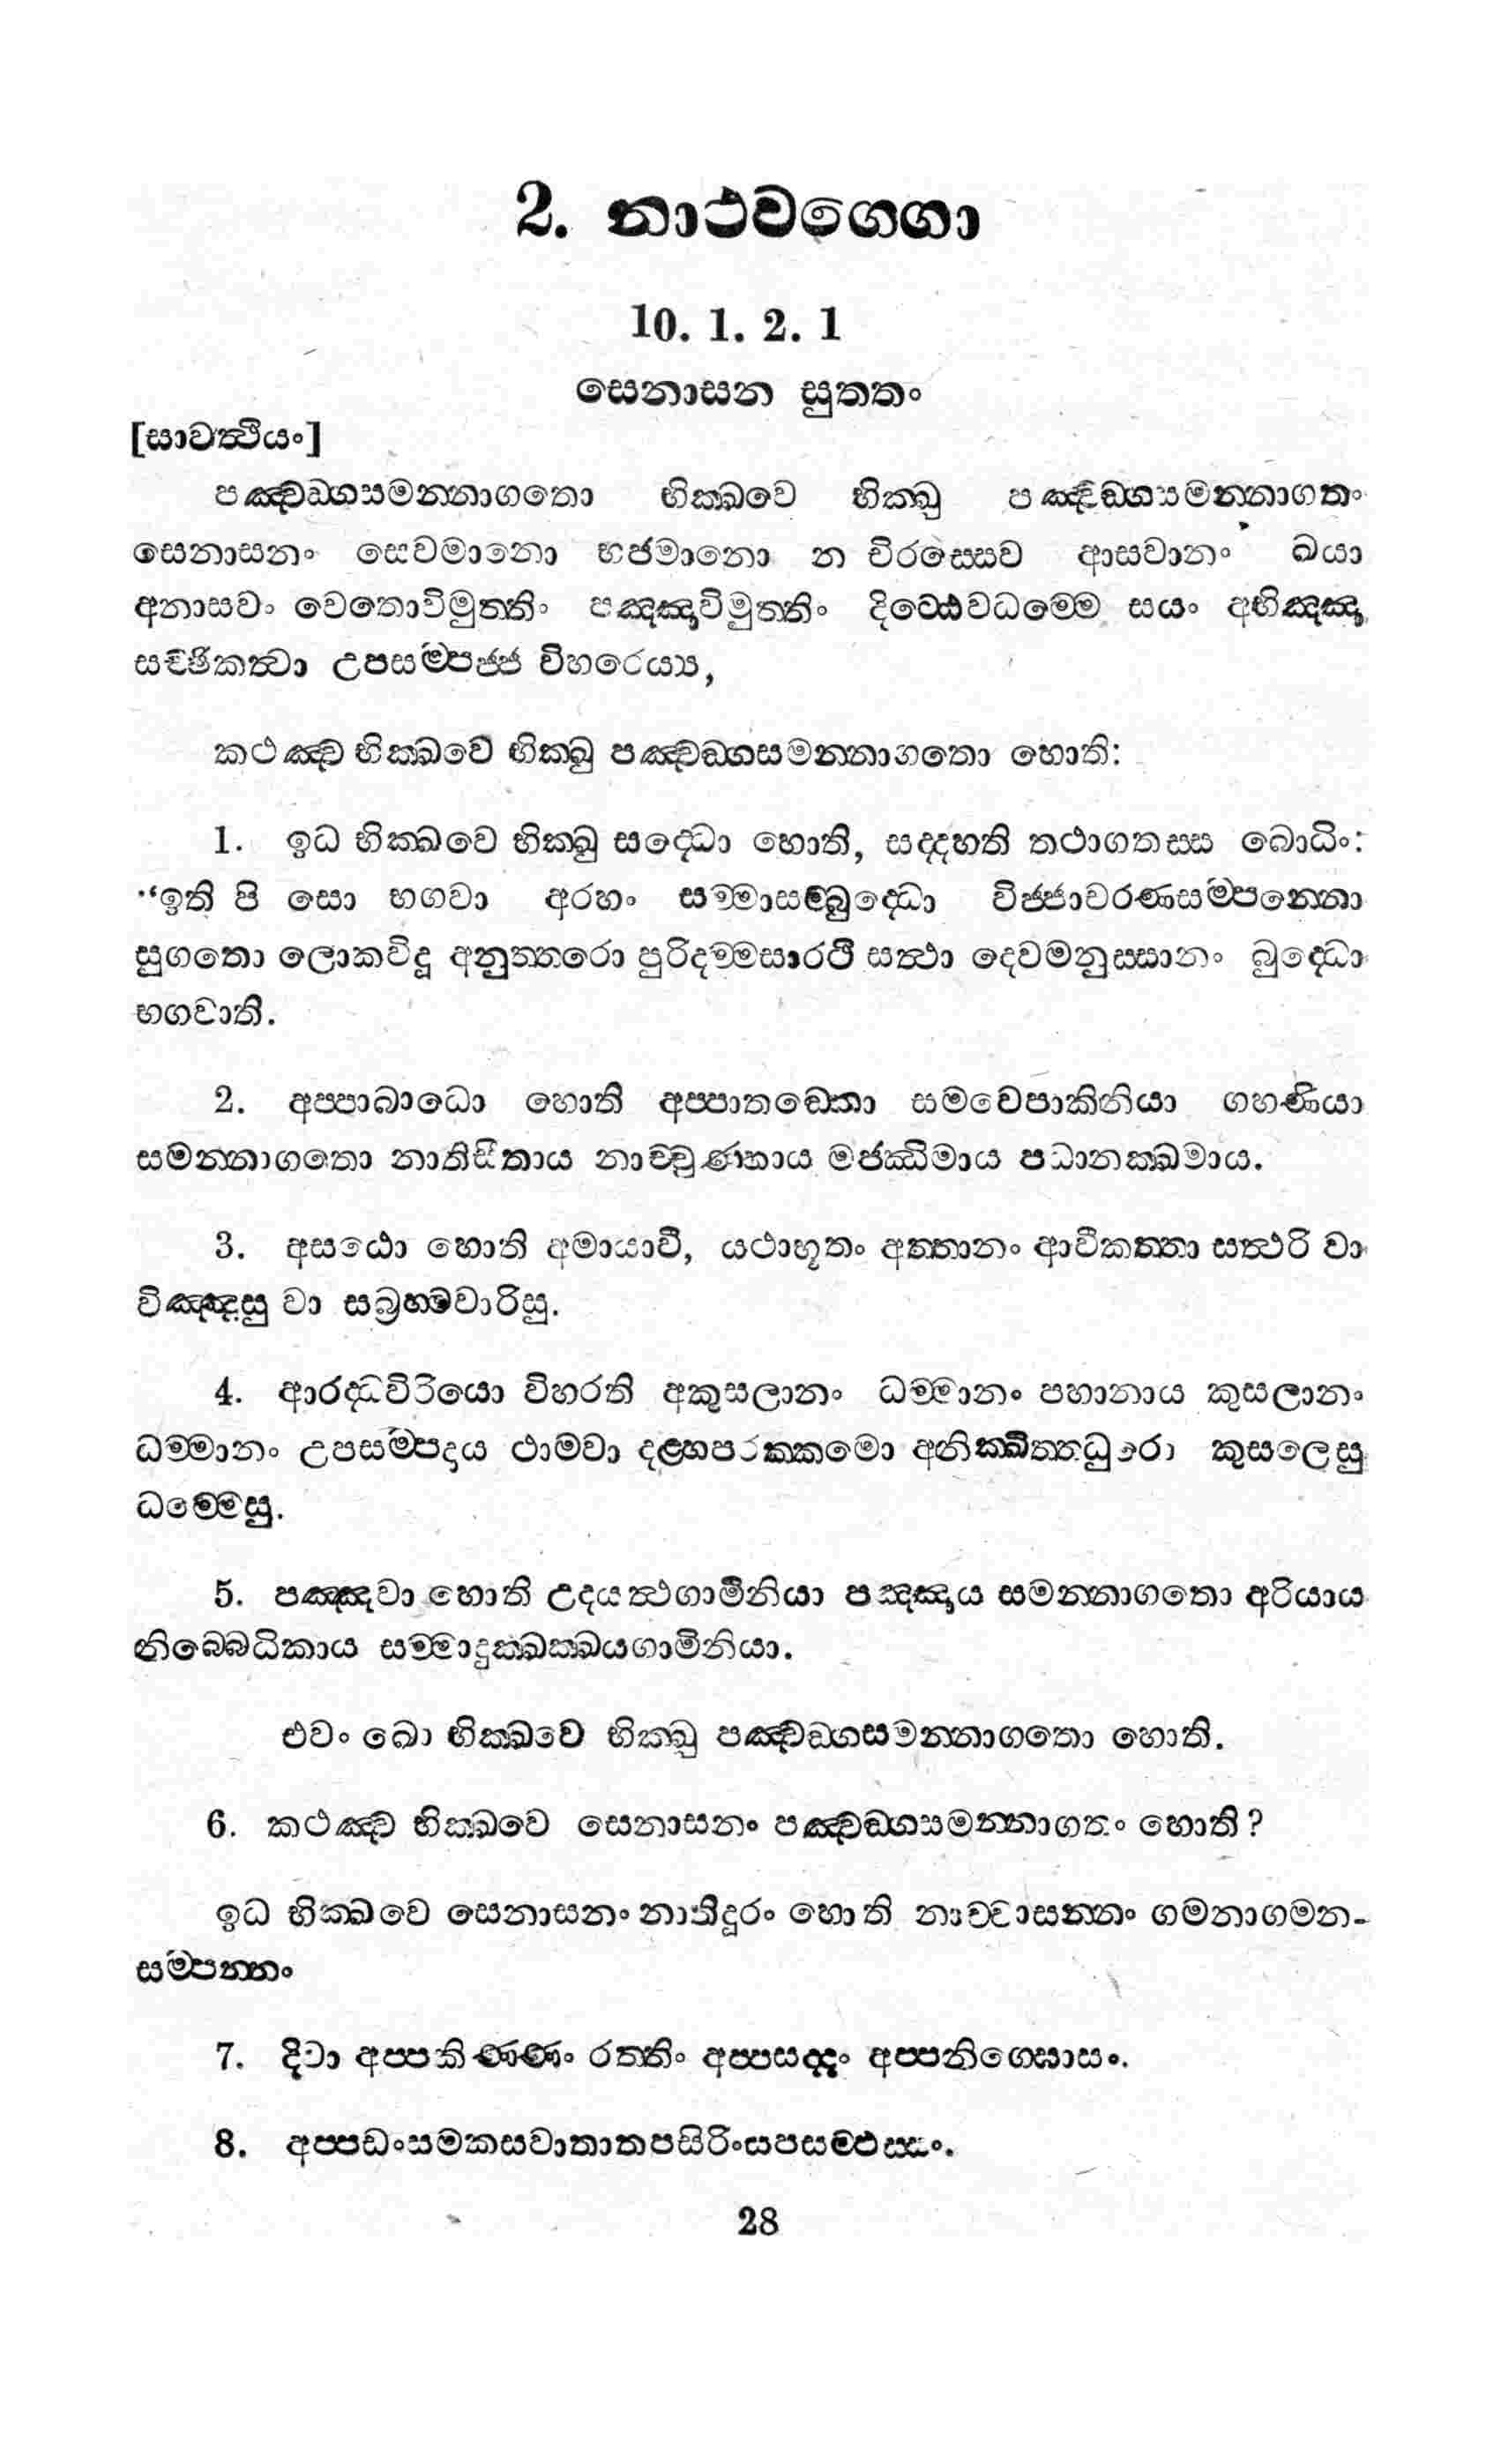 2. නාථවග්ගො
10. 1. 2. 1
සෙනාසන සුත්තං
[සාවත්ථියං]
පඤ්චඞ්ගසමන්නාගතො භික්ඛවෙ භික්ඛු පඤ්චඞ්ගසමන්නාගතං
සෙනාසනං සෙවමානො භජමානො න චිරස්සෙව ආසවානං ඛයා
අනාසවං චෙතොවිමුත්තිං පඤ්ඤාවිමුත්තිං දිට්ඨෙවධම්මෙ සයං අභිඤ්ඤා
සච්ඡිකත්වා උපසම්පජ්ජ විහරෙය්‍ය,
කථඤ්ච භික්ඛවෙ භික්ඛු පඤ්චඞ්ගසමන්නාගතො හොති:
1. ඉධ භික්ඛවෙ භික්ඛු සද්ධො හොති, සද්දහති තථාගතස්ස බොධිං:
“ඉති පි සො භගවා අරහං සම්මාසම්බුද්ධො විජ්ජාචරණසම්පන්නො
සුගතො ලොකවිදූ අනුත්තරො පුරිදම්මසාරථි සත්ථා දෙවමනුස්සානං බුද්ධො
භගවාති.
2. අප්පාබාධො හොති අප්පාතඞ්කො සමවෙපාකිනියා ගහණියා
සමන්නාගතො නාතිසීතාය නාච්චුණ්හාය මජ්ඣිමාය පධානක්ඛමාය.
3. අසඨො හොති අමායාවී, යථාභූතං අත්තානං ආවීකත්තා සත්ථරි වා
විඤ්ඤූසු වා සබ්‍රහ්මචාරිසු.
4. ආරද්ධවිරියො විහරති අකුසලානං ධම්මානං පහානාය කුසලානං
ධම්මානං උපසම්පදාය ථාමවා දළ්හපරක්කමො අනික්ඛිත්තධුරො කුසලෙසු
ධම්මෙසු.
5. පඤ්ඤවා හොති උදයත්ථගාමිනියා පඤ්ඤාය සමන්නාගතො අරියාය
නිබ්බෙධිකාය සම්මාදුක්ඛක්ඛයගාමිනියා.
එවං ඛො භික්ඛවෙ භික්ඛු පඤ්චඞ්ගසමන්නාගතො හොති.
6. කථඤ්ච භික්ඛවෙ සෙනාසනං පඤ්චඞ්ගසමන්නාගතං හොති?
ඉධ භික්ඛවෙ සෙනාසනං නාතිදූරං හොති නාච්චාසන්නං ගමනාගමන-
සම්පන්නං
7. දිවා අප්පකිණ්ණං රත්තිං අප්පසද්දං අප්පනිග්ඝොසං.
8. අප්පඩංසමකසවාතාතපසිරිංසපසම්ඵස්සං.
28